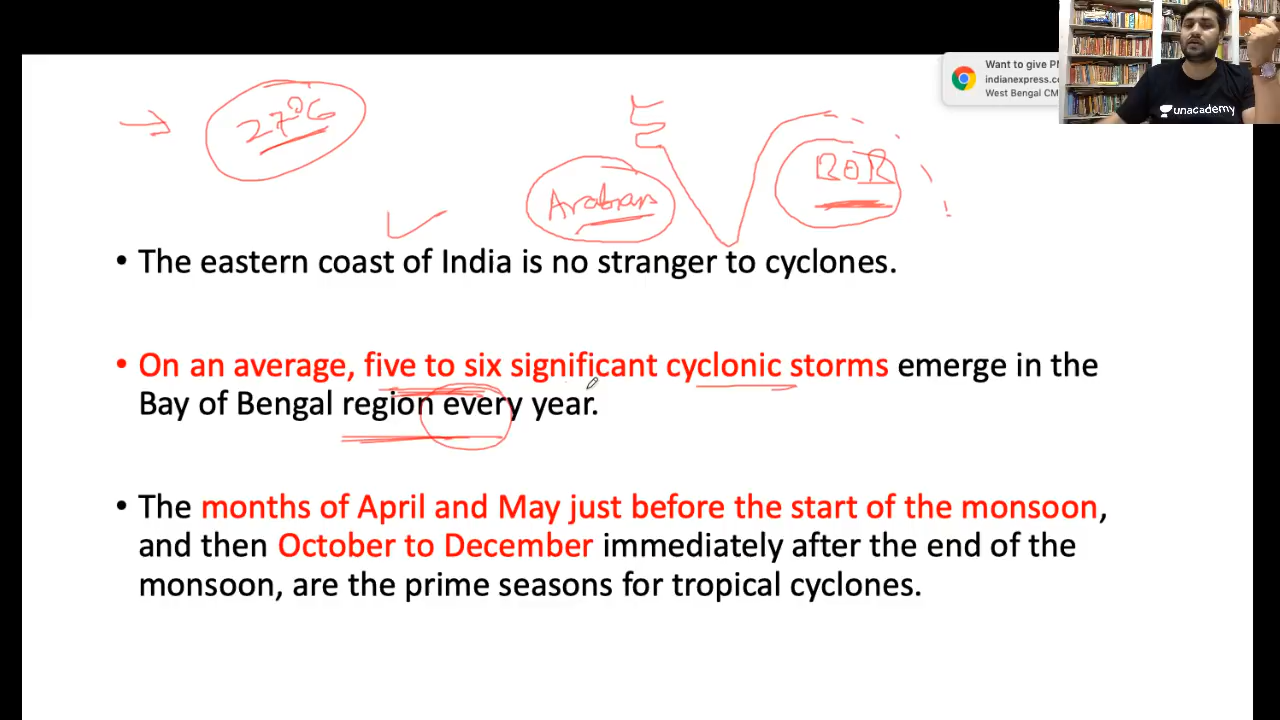 Want to give PM
indianexpress.co
West Bengal CM
unacademy
27°C
Arabian
BOB
• The eastern coast of India is no stranger to cyclones.
• On an average, five to six significant cyclonic storms emerge in the
Bay of Bengal region every year.
• The months of April and May just before the start of the monsoon,
and then October to December immediately after the end of the
monsoon, are the prime seasons for tropical cyclones.